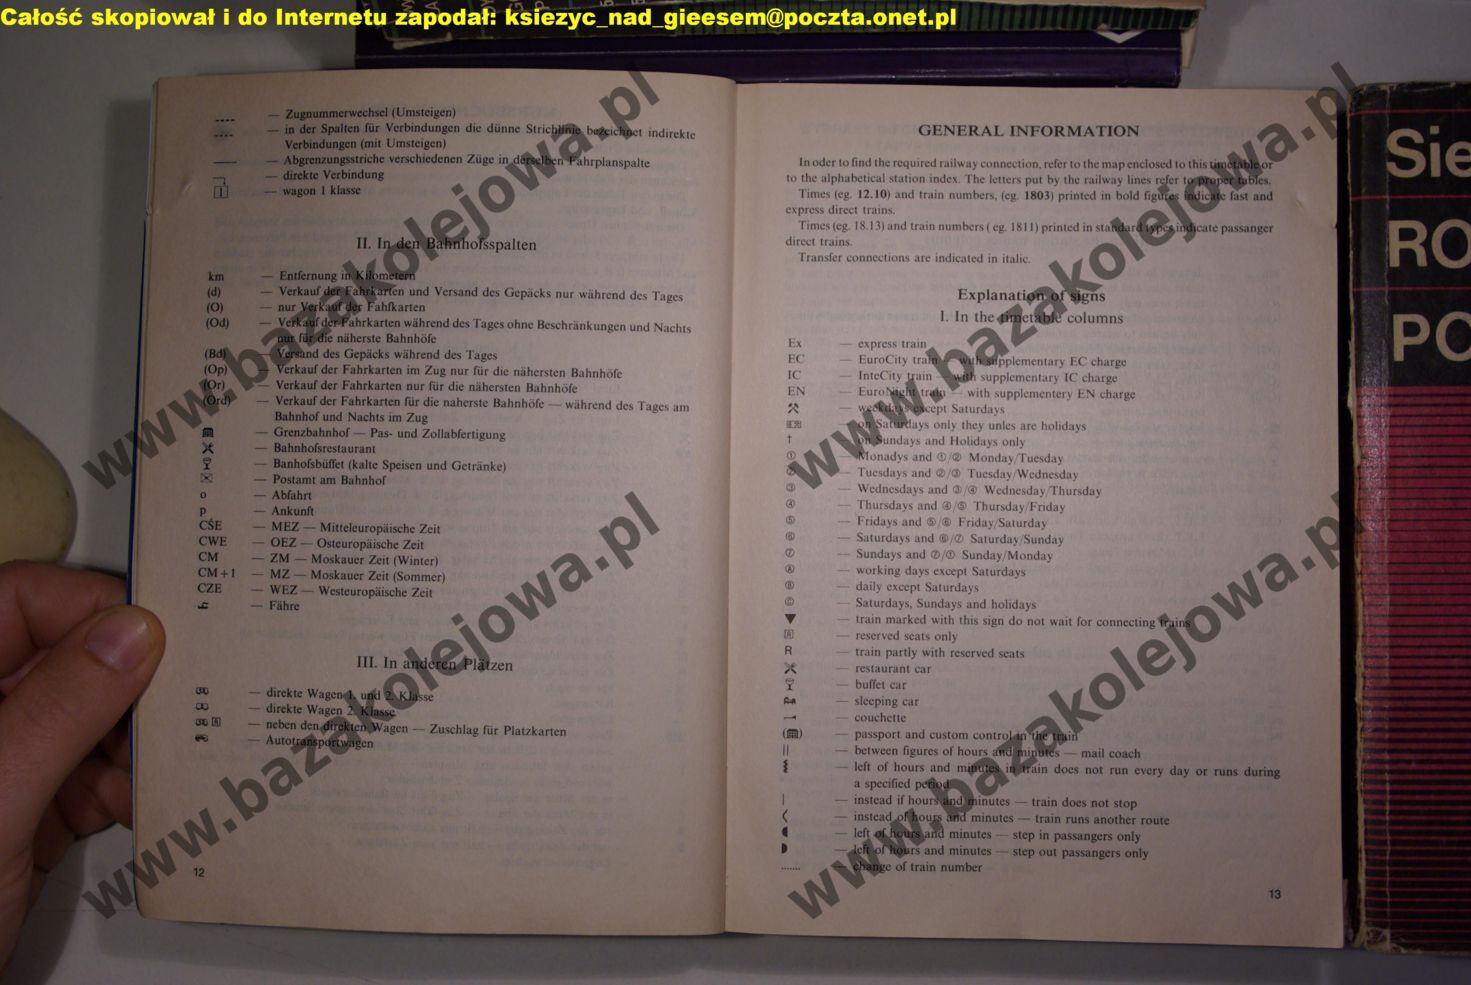 Całość skopiował i do Internetu zapodał: ksiezyc_nad_gieesem@poczta.onet.pl
---- — Zugnummerwechsel (Umsteigen)
---- — in der Spalten für Verbindungen die dünne Strichlinie bezeichnet indirekte
Verbindungen (mit Umsteigen)
—— — Abgrenzungsstriche verschiedenen Züge in derselben Fahrplanspalte
— direkte Verbindung
1 — wagon 1 klasse
II. In den Bahnhofsspalten
km — Entfernung in Kilometern
(d) — Verkauf der Fahrkarten und Versand des Gepäcks nur während des Tages
(O) — nur Verkauf der Fahfkarten
(Od) — Verkauf der Fahrkarten während des Tages ohne Beschränkungen und Nachts
nur für die näherste Bahnhöfe
(Bd) — Versand des Gepäcks während des Tages
(Op) — Verkauf der Fahrkarten im Zug nur für die nähersten Bahnhöfe
(Or) — Verkauf der Fahrkarten nur für die nähersten Bahnhöfe
(Ord) — Verkauf der Fahrkarten für die naherste Bahnhöfe — während des Tages am
Bahnhof und Nachts im Zug
— Grenzbahnhof — Pas- und Zollabfertigung
— Bahnhofsrestaurant
— Banhofsbüffet (kalte Speisen und Getränke)
— Postamt am Bahnhof
o — Abfahrt
p — Ankunft
CŚE — MEZ — Mitteleuropäische Zeit
CWE — OEZ — Osteuropäische Zeit
CM — ZM — Moskauer Zeit (Winter)
CM+1 — MZ — Moskauer Zeit (Sommer)
CZE — WEZ — Westeuropäische Zeit
— Fähre
III. In anderen Plätzen
— direkte Wagen 1. und 2. Klasse
— direkte Wagen 2. Klasse
R — neben den direkten Wagen — Zuschlag für Platzkarten
— Autotransportwagen
12
GENERAL INFORMATION
In oder to find the required railway connection, refer to the map enclosed to this timetable or
to the alphabetical station index. The letters put by the railway lines refer to proper tables.
Times (eg. 12.10) and train numbers, (eg. 1803) printed in bold figures indicate fast and
express direct trains.
Times (eg. 18.13) and train numbers ( eg. 1811) printed in standard types indicate passanger
direct trains.
Transfer connections are indicated in italic.
Explanation of signs
I. In the timetable columns
Ex — express train
EC — EuroCity train — with supplementary EC charge
IC — InteCity train — with supplementary IC charge
EN — EuroNight train — with supplementery EN charge
— weekdays except Saturdays
— on Saturdays only they unles are holidays
† — on Sundays and Holidays only
① — Monadys and ①/② Monday/Tuesday
② — Tuesdays and ②/③ Tuesday/Wednesday
③ — Wednesdays and ③/④ Wednesday/Thursday
④ — Thursdays and ④/⑤ Thursday/Friday
⑤ — Fridays and ⑤/⑥ Friday/Saturday
⑥ — Saturdays and ⑥/⑦ Saturday/Sunday
⑦ — Sundays and ⑦/① Sunday/Monday
Ⓐ — working days except Saturdays
Ⓑ — daily except Saturdays
Ⓒ — Saturdays, Sundays and holidays
▼ — train marked with this sign do not wait for connecting trains
R — reserved seats only
R — train partly with reserved seats
— restaurant car
— buffet car
— sleeping car
— couchette
— passport and custom control in the train
|| — between figures of hours and minutes — mail coach
— left of hours and minutes in train does not run every day or runs during
a specified period
| — instead if hours and minutes — train does not stop
— instead of hours and minutes — train runs another route
— left of hours and minutes — step in passangers only
— left of hours and minutes — step out passangers only
....... — change of train number
13
Sie
RO
PO
www.bazakolejowa.pl
www.bazakolejowa.pl
www.bazakolejowa.pl
www.bazakolejowa.pl